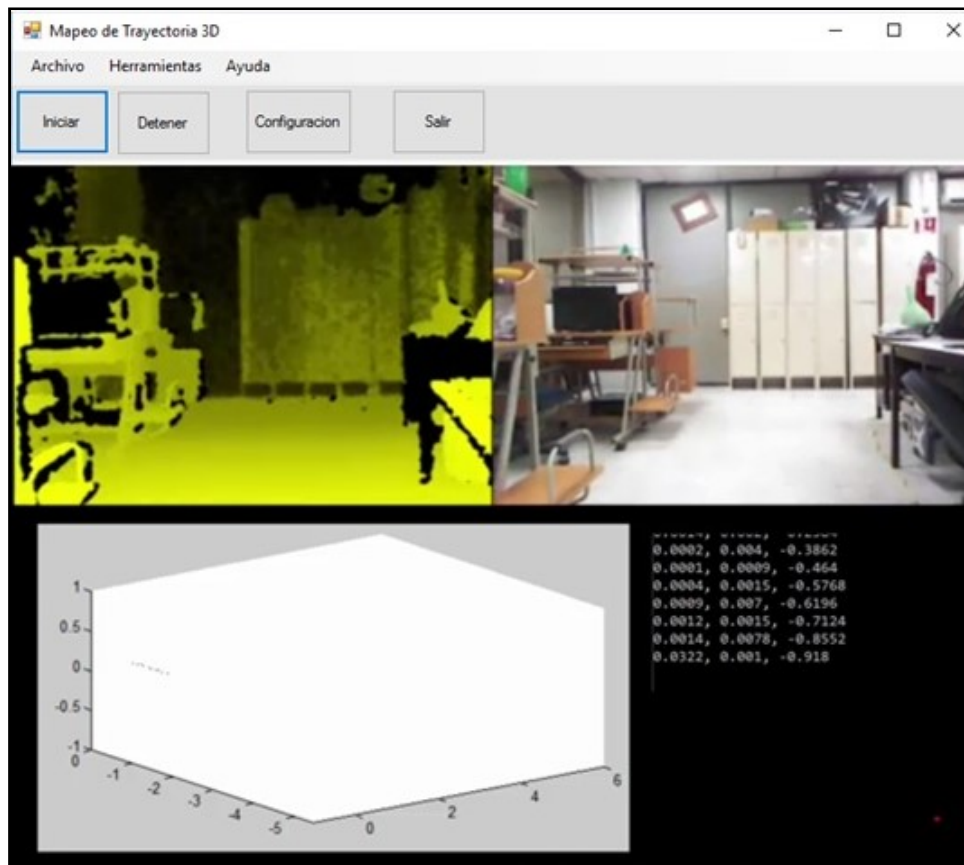 Mapeo de Trayectoria 3D
Archivo Herramientas Ayuda
Iniciar Detener Configuracion Salir
0.0002, 0.004, -0.3862
0.0001, 0.0009, -0.464
0.0004, 0.0015, -0.5768
0.0009, 0.007, -0.6196
0.0012, 0.0015, -0.7124
0.0014, 0.0078, -0.8552
0.0322, 0.001, -0.918
1
0.5
0
-0.5
-1
0 -1 -2 -3 -4 -5
0 2 4 6